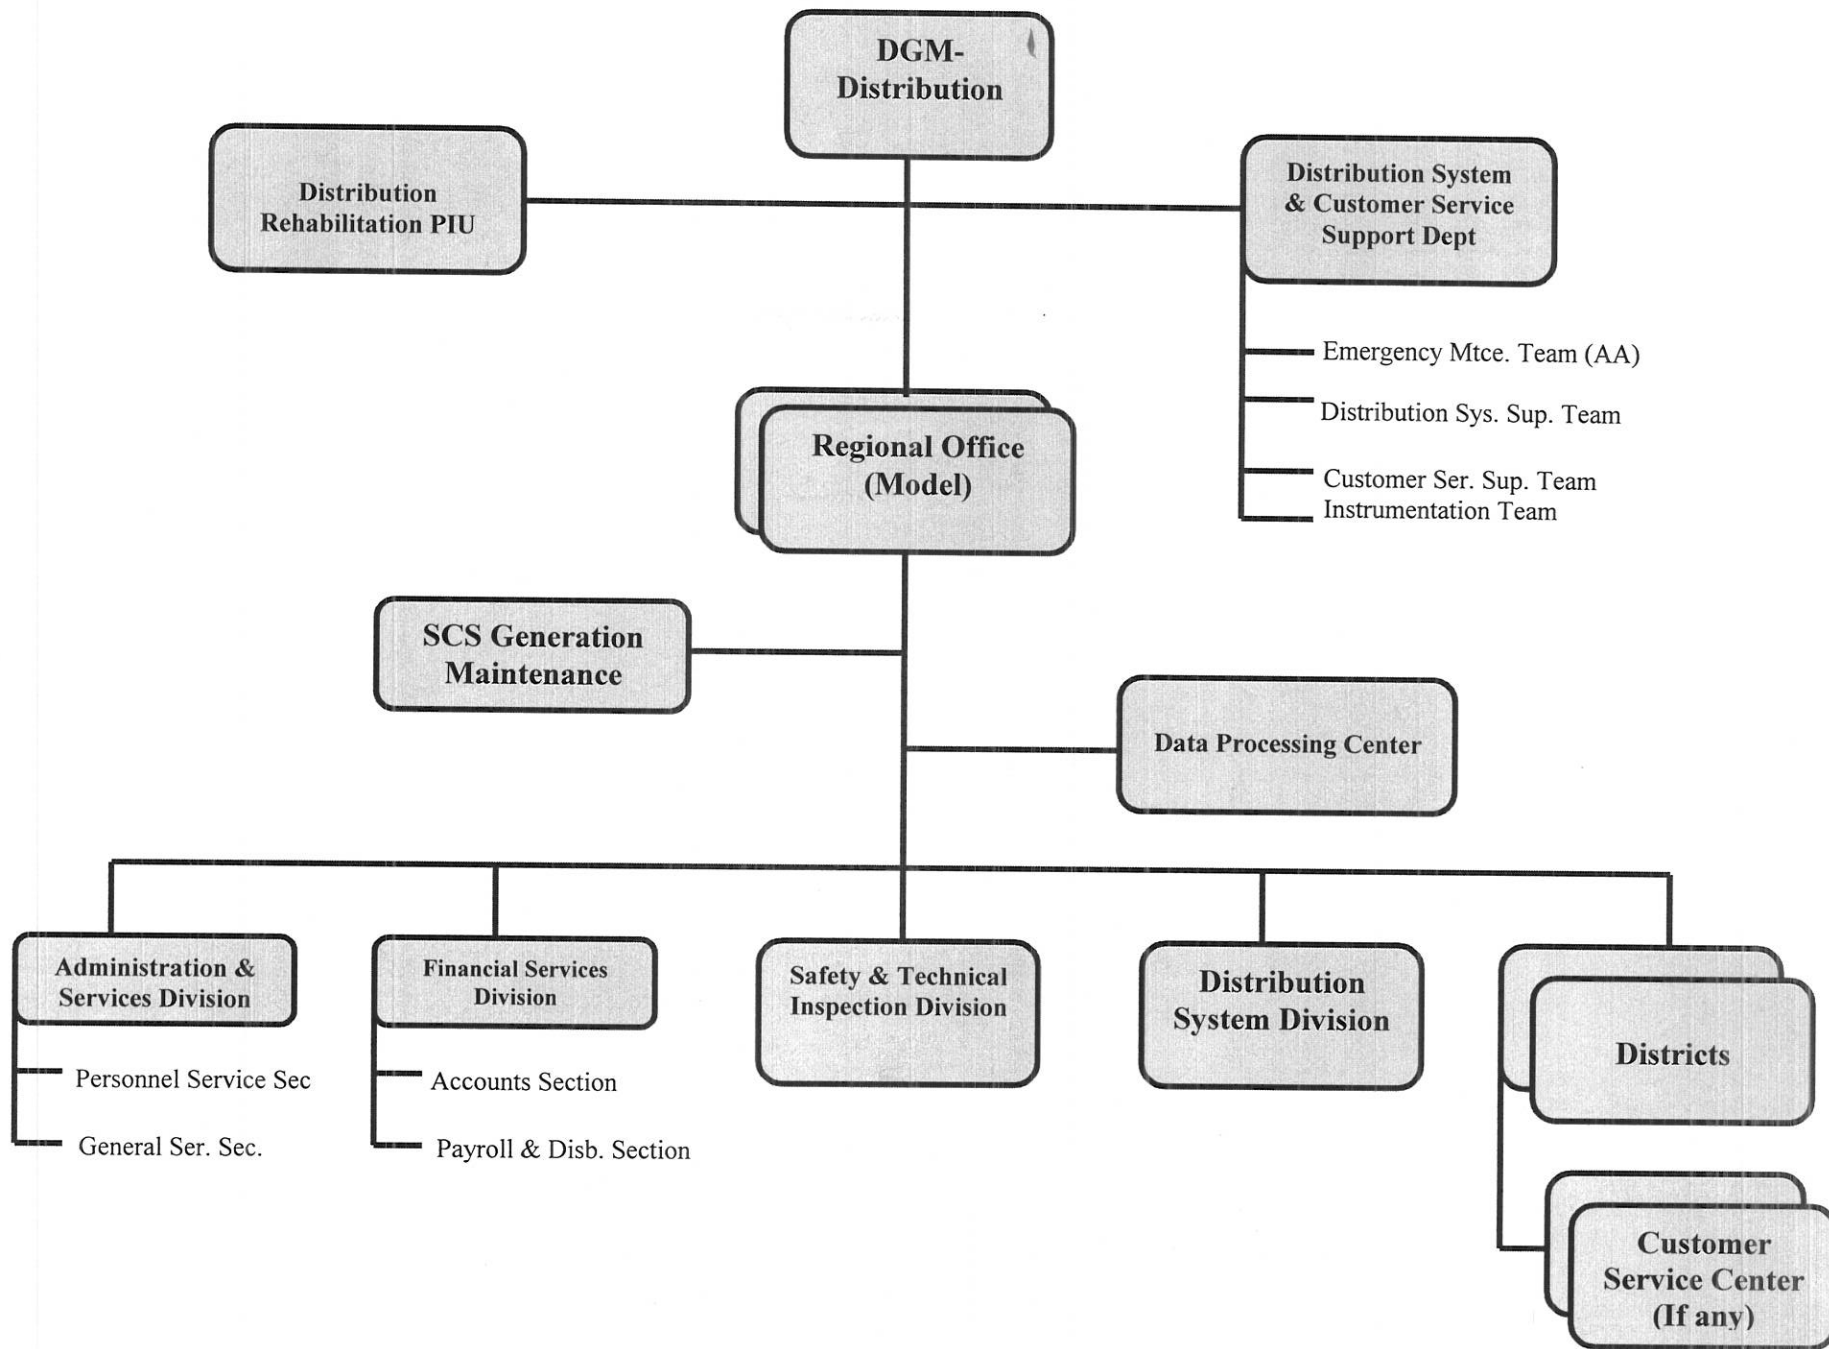 DGM-
Distribution
Distribution
Rehabilitation PIU
Distribution System
& Customer Service
Support Dept
Emergency Mtce. Team (AA)
Distribution Sys. Sup. Team
Customer Ser. Sup. Team
Instrumentation Team
Regional Office
(Model)
SCS Generation
Maintenance
Data Processing Center
Administration &
Services Division
Personnel Service Sec
General Ser. Sec.
Financial Services
Division
Accounts Section
Payroll & Disb. Section
Safety & Technical
Inspection Division
Distribution
System Division
Districts
Customer
Service Center
(If any)